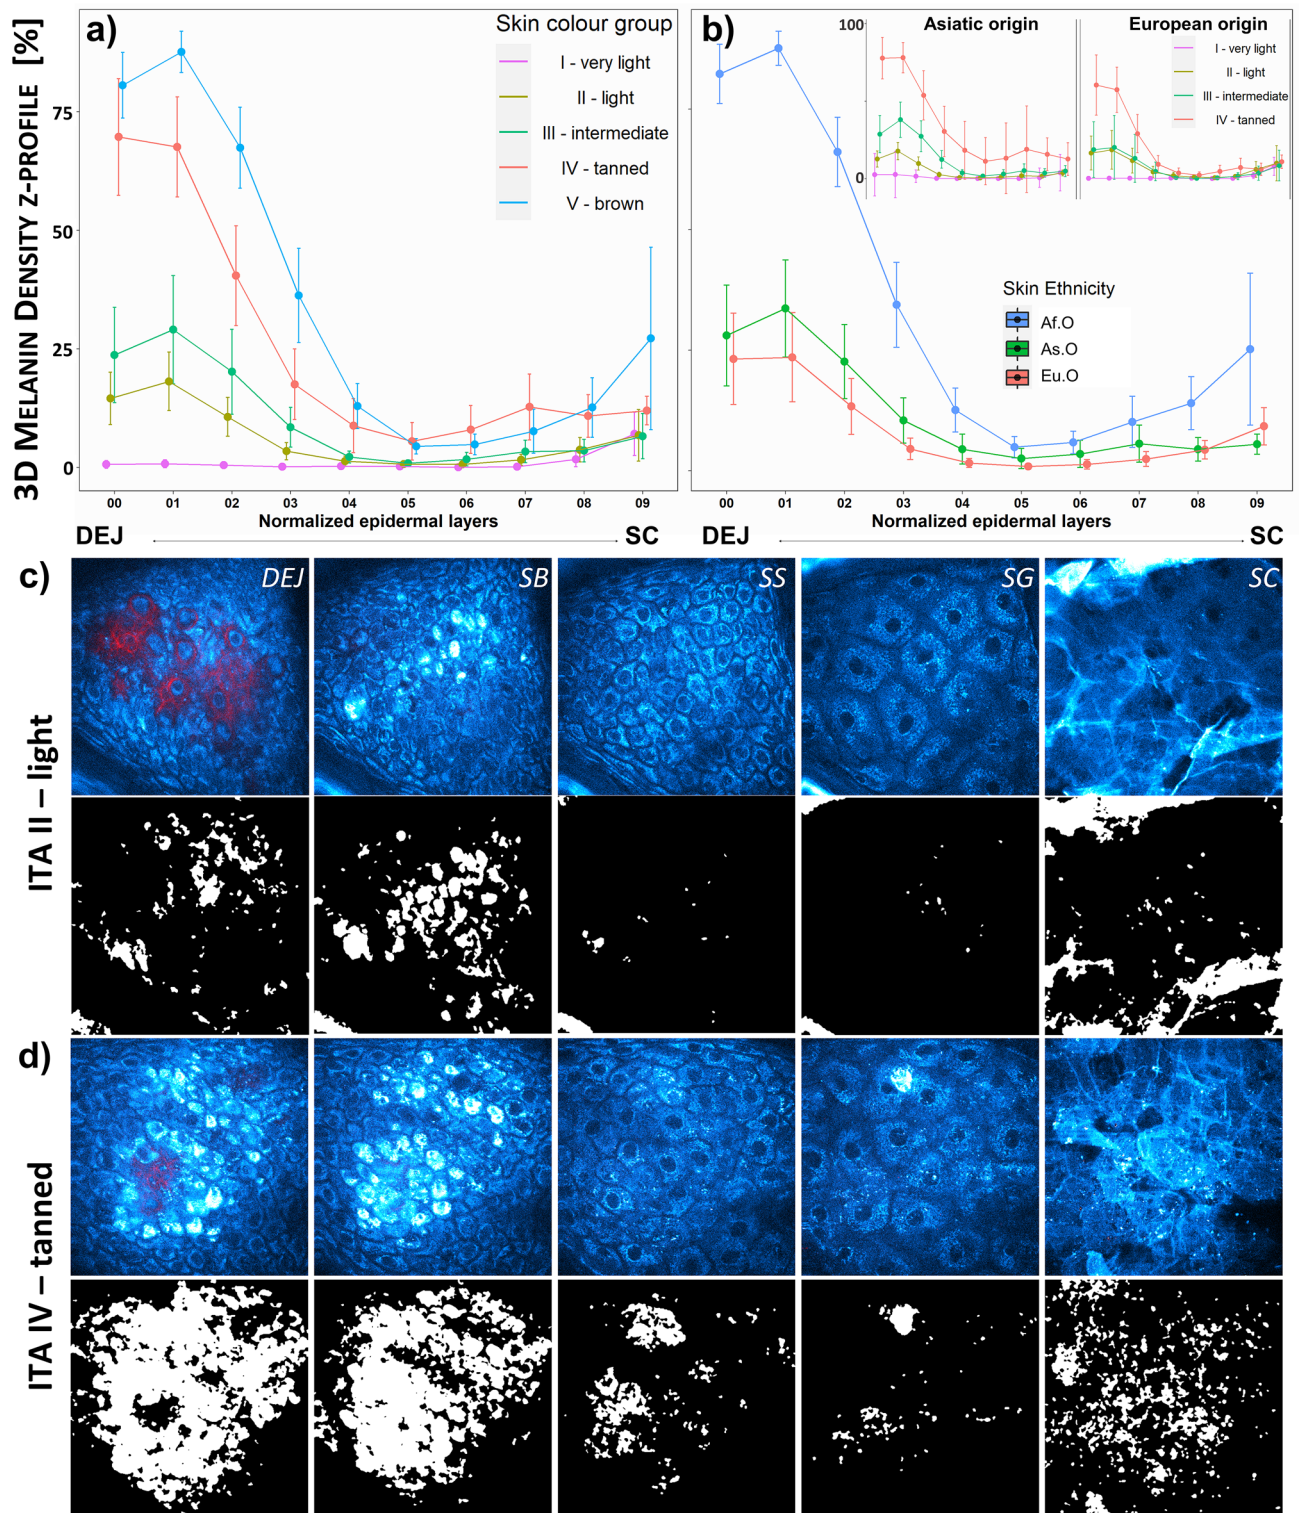 3D MELANIN DENSITY Z-PROFILE [%]
a)
Skin colour group
I - very light
II - light
III - intermediate
IV - tanned
V - brown
75
50
25
0
00 01 02 03 04 05 06 07 08 09
Normalized epidermal layers
DEJ SC
b)
100
0
Asiatic origin
European origin
I - very light
II - light
III - intermediate
IV - tanned
Skin Ethnicity
Af.O
As.O
Eu.O
00 01 02 03 04 05 06 07 08 09
Normalized epidermal layers
DEJ SC
c)
DEJ SB SS SG SC
ITA II – light
d)
ITA IV – tanned